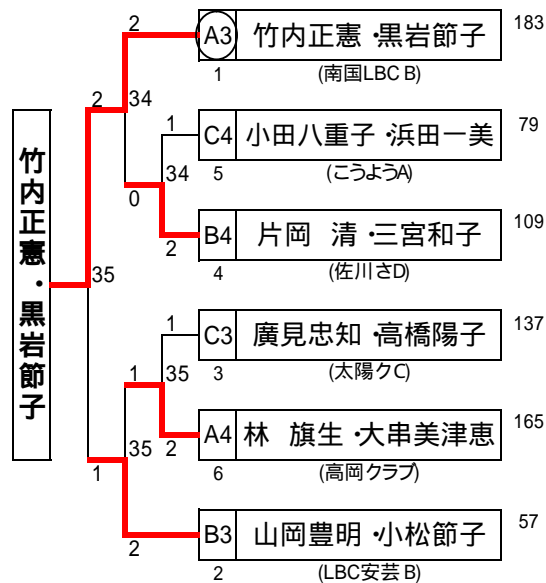 2
A3 竹内正憲・黒岩節子 183
1 (南国LBC B)
2 34
1
C4 小田八重子・浜田一美 79
34
5 (こうようA)
0
2
B4 片岡 清・三宮和子 109
4 (佐川さD)
竹内正憲・黒岩節子
35
1
C3 廣見忠知・高橋陽子 137
3 (太陽クC)
1 35
35 2
A4 林 旗生・大串美津恵 165
6 (高岡クラブ)
1
2
B3 山岡豊明・小松節子 57
2 (LBC安芸 B)